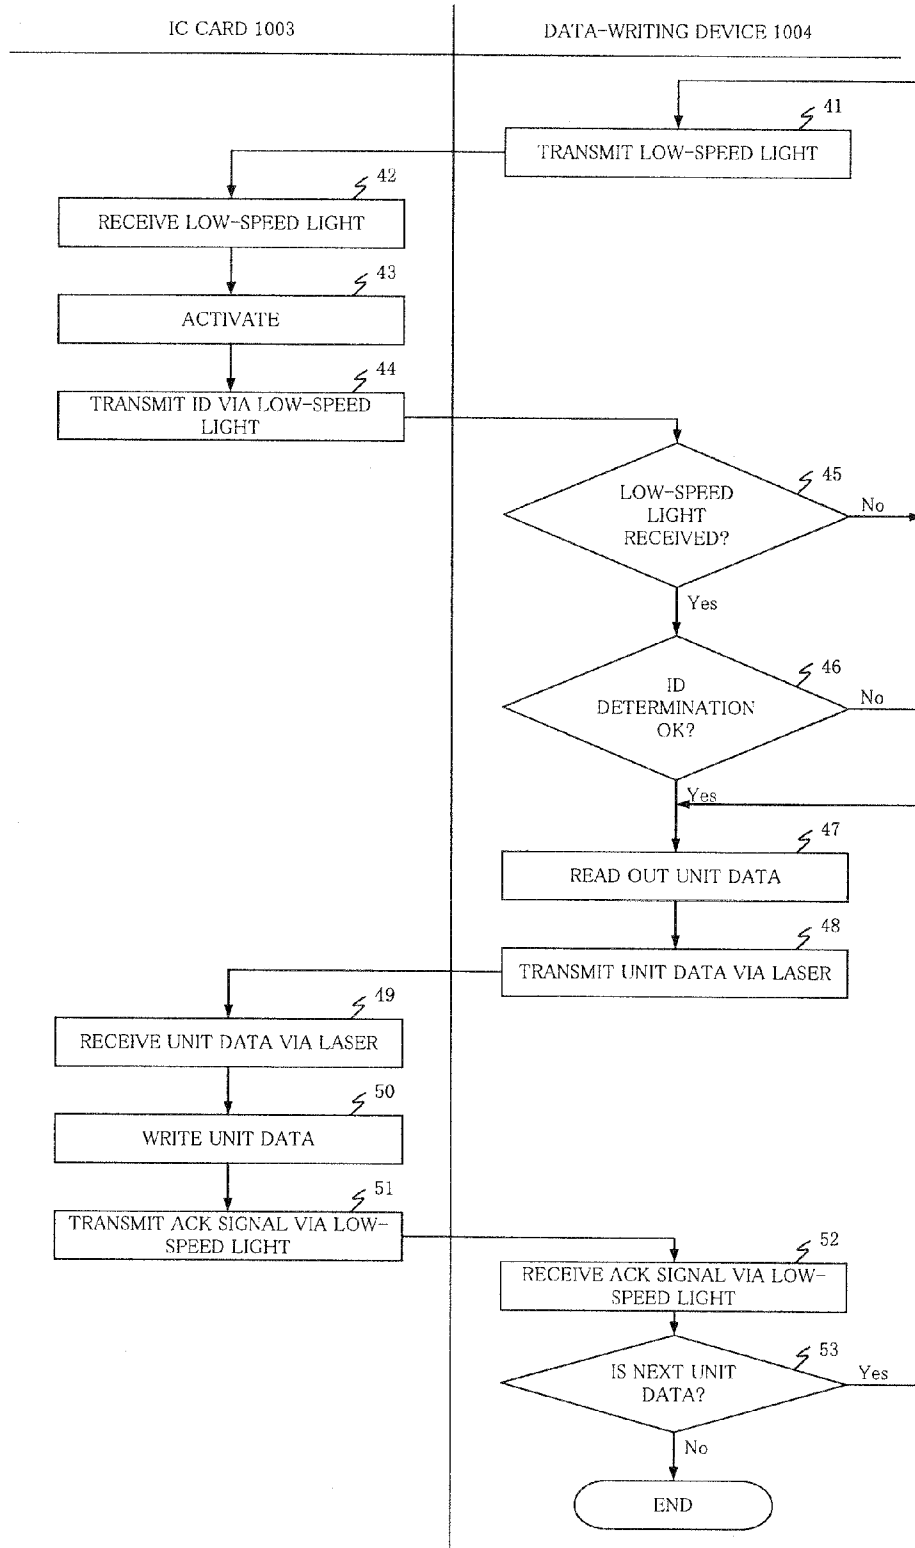 IC CARD 1003
DATA-WRITING DEVICE 1004
41
TRANSMIT LOW-SPEED LIGHT
42
RECEIVE LOW-SPEED LIGHT
43
ACTIVATE
44
TRANSMIT ID VIA LOW-SPEED
LIGHT
45
LOW-SPEED
LIGHT
RECEIVED?
No
Yes
46
ID
DETERMINATION
OK?
No
Yes
47
READ OUT UNIT DATA
48
TRANSMIT UNIT DATA VIA LASER
49
RECEIVE UNIT DATA VIA LASER
50
WRITE UNIT DATA
51
TRANSMIT ACK SIGNAL VIA LOW-
SPEED LIGHT
52
RECEIVE ACK SIGNAL VIA LOW-
SPEED LIGHT
53
IS NEXT UNIT
DATA?
Yes
No
END